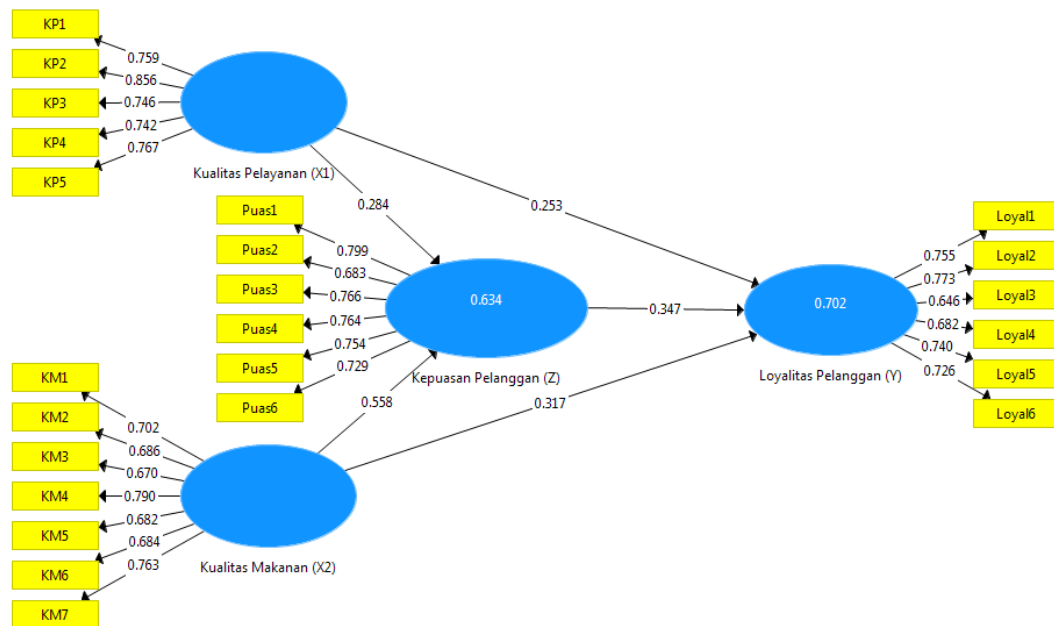 KP1
KP2
KP3
KP4
KP5
0.759
0.856
0.746
0.742
0.767
Kualitas Pelayanan (X1)
0.284
0.253
Puas1
Puas2
Puas3
Puas4
Puas5
Puas6
0.799
0.683
0.766
0.764
0.754
0.729
0.634
Kepuasan Pelanggan (Z)
0.347
0.702
Loyalitas Pelanggan (Y)
0.755
0.773
0.646
0.682
0.740
0.726
Loyal1
Loyal2
Loyal3
Loyal4
Loyal5
Loyal6
0.558
0.317
KM1
KM2
KM3
KM4
KM5
KM6
KM7
0.702
0.686
0.670
0.790
0.682
0.684
0.763
Kualitas Makanan (X2)